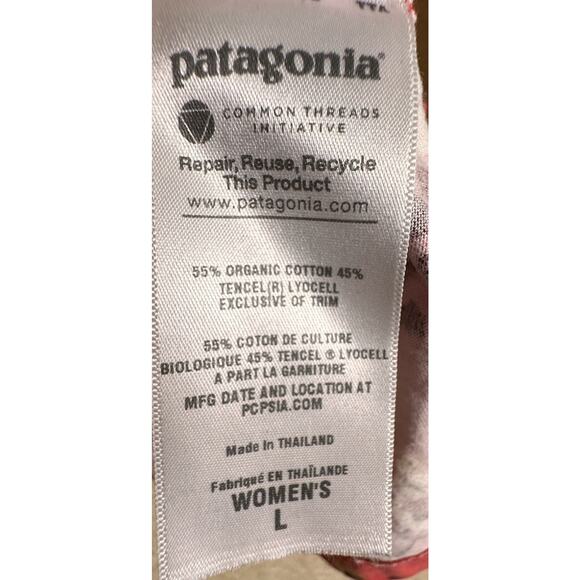 patagonia®
COMMON THREADS
INITIATIVE
Repair, Reuse, Recycle
This Product
www.patagonia.com
55% ORGANIC COTTON 45%
TENCEL(R) LYOCELL
EXCLUSIVE OF TRIM
55% COTON DE CULTURE
BIOLOGIQUE 45% TENCEL ® LYOCELL
A PART LA GARNITURE
MFG DATE AND LOCATION AT
PCPSIA.COM
Made In THAILAND
Fabriqué EN THAÏLANDE
WOMEN'S
L